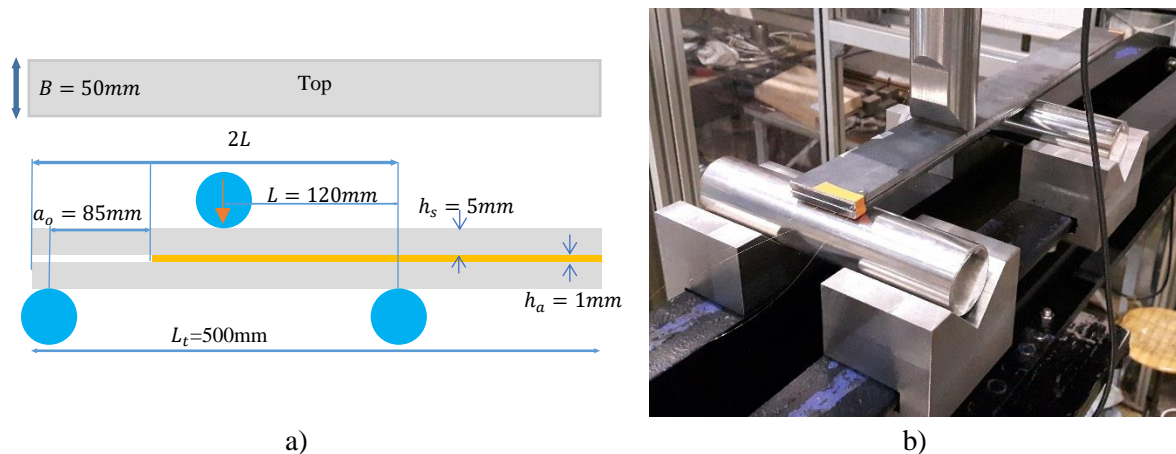 Top
B = 50mm
2L
L = 120mm
a_o = 85mm
h_s = 5mm
h_a = 1mm
L_t=500mm
a)
b)